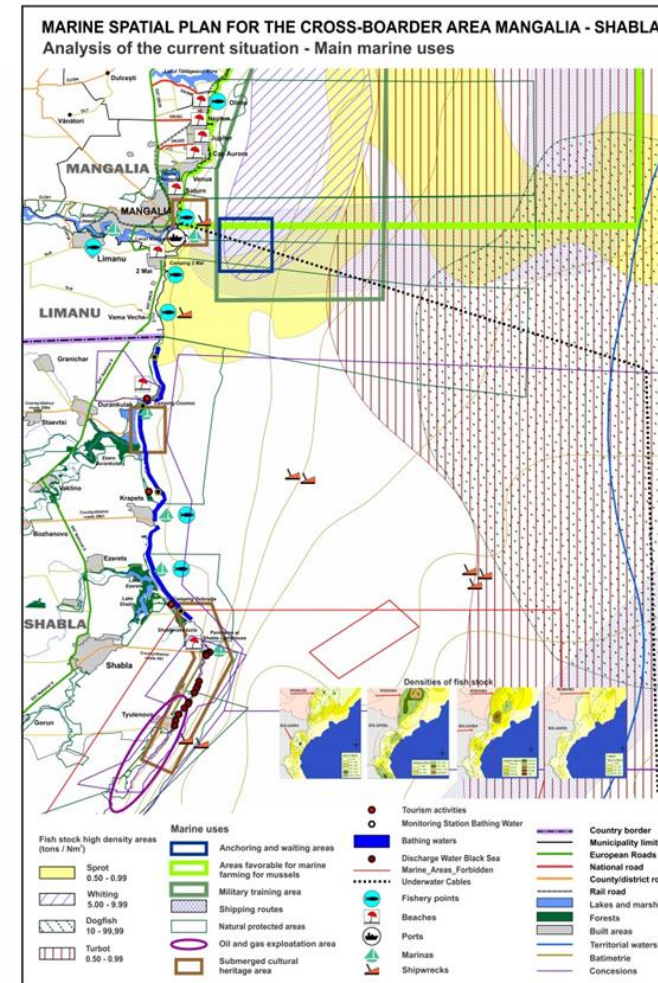 MARINE SPATIAL PLAN FOR THE CROSS-BOARDER AREA MANGALIA - SHABLA
Analysis of the current situation - Main marine uses
Dulcești
Olimp
Vânători
Neptun
Jupiter
Cap Aurora
Venus
MANGALIA
Saturn
MANGALIA
Limanu
2 Mai
LIMANU
Vama Veche
Granichar
Durankulak
Staevtsi
Vaklino
Krapets
Bozhanovo
Ezerets
SHABLA
Shabla
Tyulenovo
Gorun
Densities of fish stock
Fish stock high density areas
(tons / Nm²)
Sprot
0.50 - 0.99
Whiting
5.00 - 9.99
Dogfish
10 - 99,99
Turbot
0.50 - 0.99
Marine uses
Anchoring and waiting areas
Areas favorable for marine
farming for mussels
Military training area
Shipping routes
Natural protected areas
Oil and gas exploatation area
Submerged cultural
heritage area
Tourism activities
Monitoring Station Bathing Water
Bathing waters
Discharge Water Black Sea
Marine_Areas_Forbidden
Underwater Cables
Fishery points
Beaches
Ports
Marinas
Shipwrecks
Country border
Municipality limit
European Roads
National road
County/district ro
Rail road
Lakes and marsh
Forests
Built areas
Territorial waters
Batimetrie
Concesions